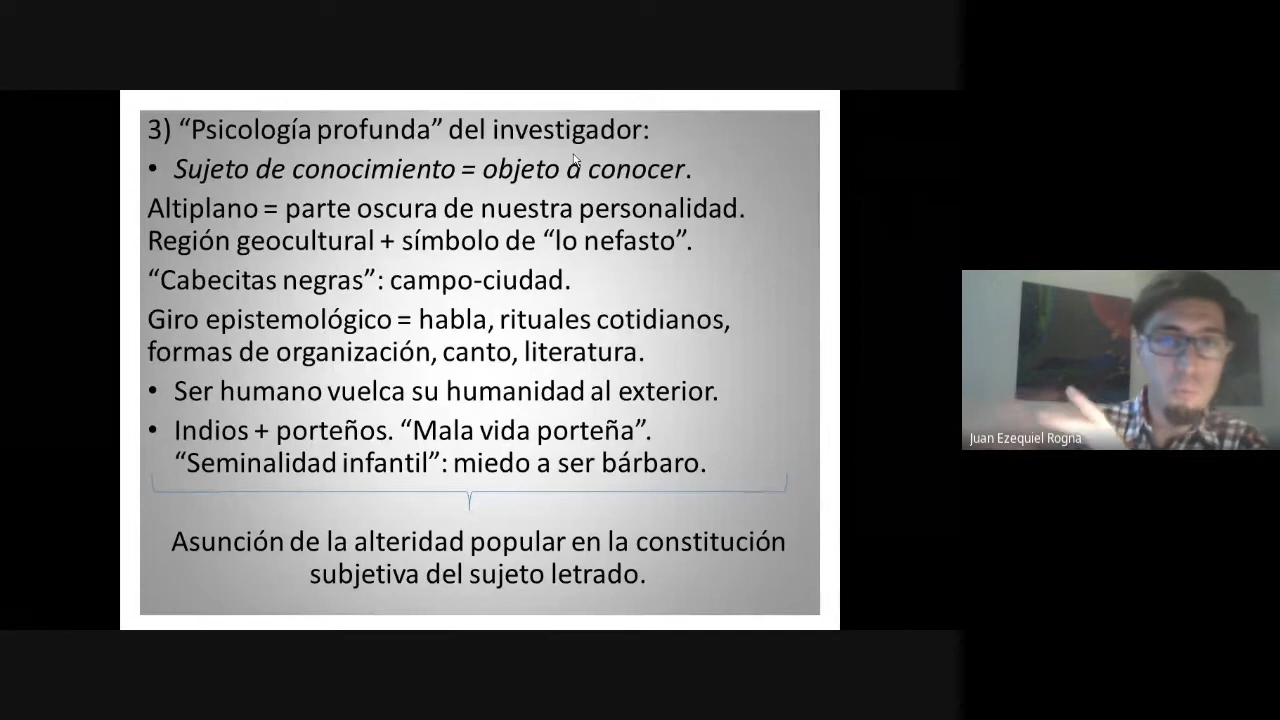 3) “Psicología profunda” del investigador:
• Sujeto de conocimiento = objeto a conocer.
Altiplano = parte oscura de nuestra personalidad.
Región geocultural + símbolo de “lo nefasto”.
“Cabecitas negras”: campo-ciudad.
Giro epistemológico = habla, rituales cotidianos,
formas de organización, canto, literatura.
• Ser humano vuelca su humanidad al exterior.
• Indios + porteños. “Mala vida porteña”.
“Seminalidad infantil”: miedo a ser bárbaro.
Asunción de la alteridad popular en la constitución
subjetiva del sujeto letrado.
Juan Ezequiel Rogna